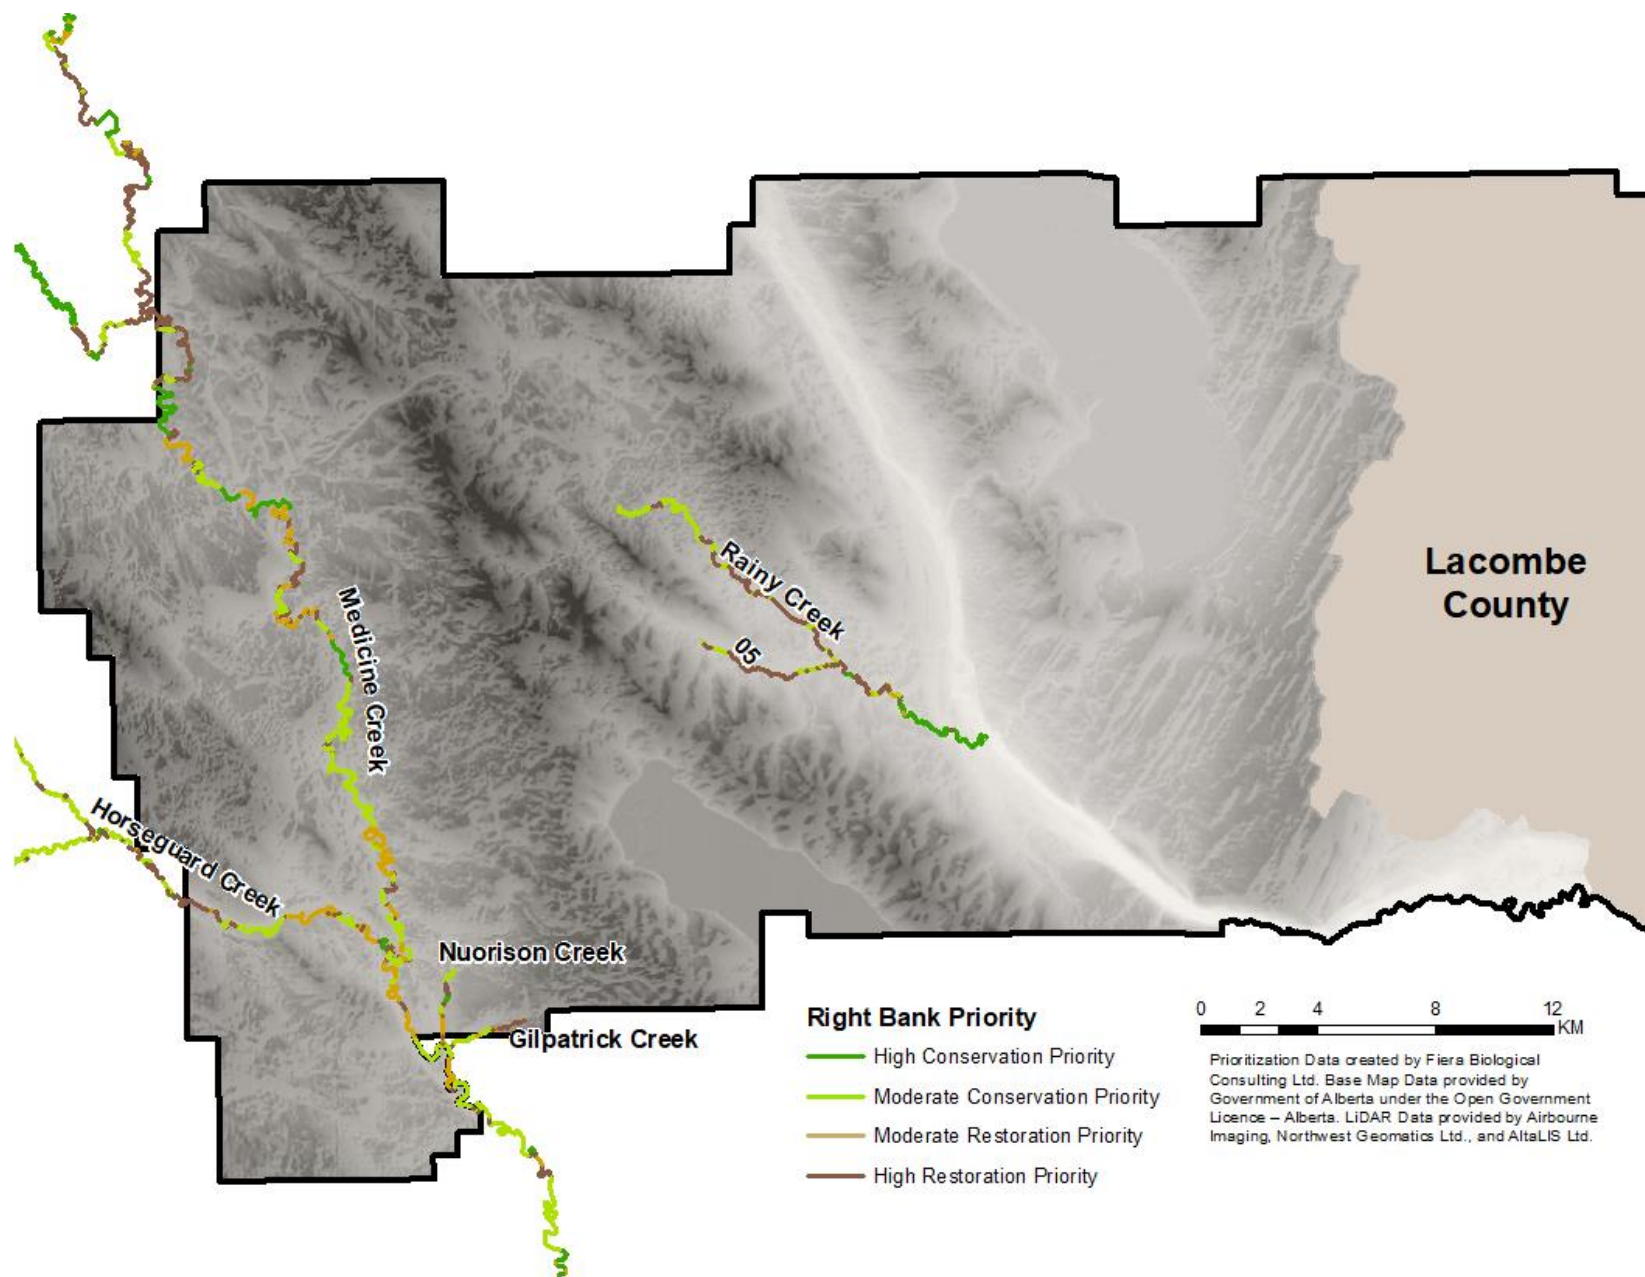 Lacombe
County
Rainy Creek
05
Medicine Creek
Horseguard Creek
Nuorison Creek
Gilpatrick Creek
Right Bank Priority
High Conservation Priority
Moderate Conservation Priority
Moderate Restoration Priority
High Restoration Priority
0 2 4 8 12
KM
Prioritization Data created by Fiera Biological
Consulting Ltd. Base Map Data provided by
Government of Alberta under the Open Government
Licence – Alberta. LiDAR Data provided by Airbourne
Imaging, Northwest Geomatics Ltd., and AltaLIS Ltd.